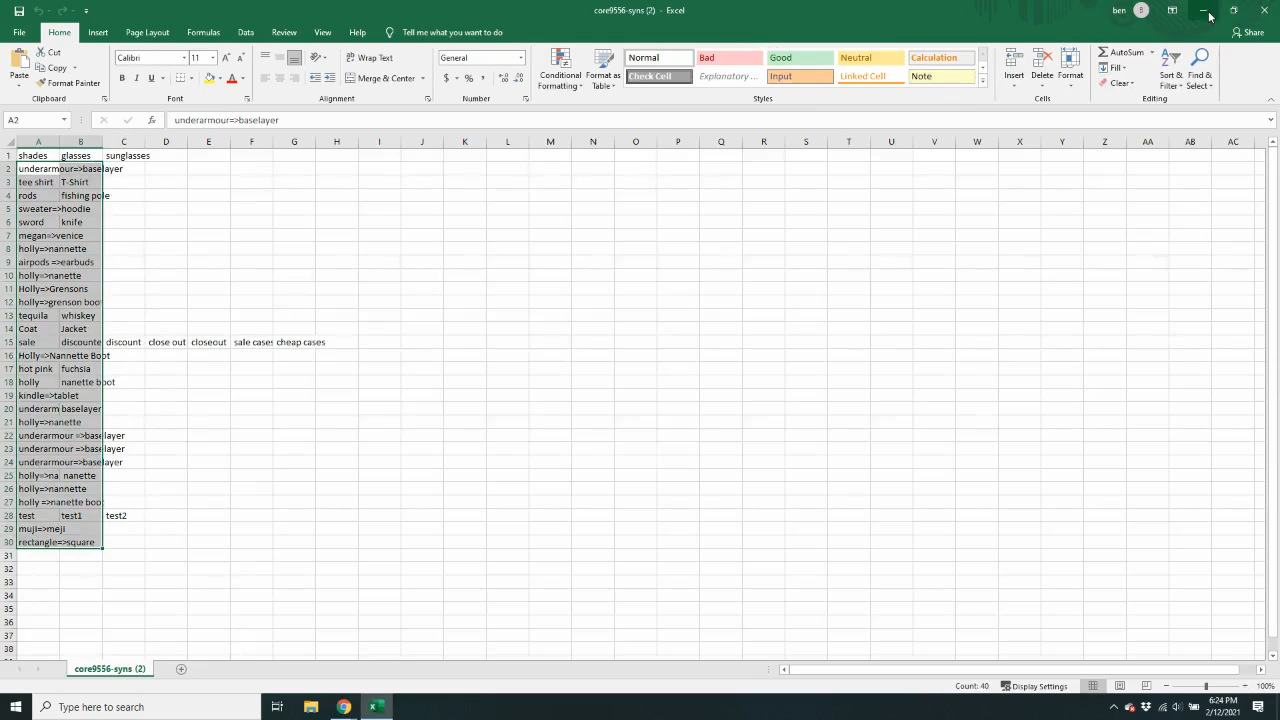 core9556-syns (2) - Excel
ben B
File Home Insert Page Layout Formulas Data Review View Help Tell me what you want to do Share
Paste Cut Copy Format Painter Clipboard
Calibri 11 B I U Font
Wrap Text Merge & Center Alignment
General $ % , Number
Conditional Formatting Format as Table
Normal Bad Good Neutral Calculation
Check Cell Explanatory ... Input Linked Cell Note
Styles
Insert Delete Format Cells
AutoSum Fill Clear Sort & Filter Find & Select Editing
A2 fx underarmour=>baselayer
A B C D E F G H I J K L M N O P Q R S T U V W X Y Z AA AB AC
1 shades glasses sunglasses
2 underarmour=>baselayer
3 tee shirt T-Shirt
4 rods fishing pole
5 sweater=>hoodie
6 sword knife
7 megan=>venice
8 holly=>nannette
9 airpods =>earbuds
10 holly=>nanette
11 Holly=>Grensons
12 holly=>grenson boot
13 tequila whiskey
14 Coat Jacket
15 sale discounte discount close out closeout sale cases cheap cases
16 Holly=>Nannette Boot
17 hot pink fuchsia
18 holly nanette boot
19 kindle=>tablet
20 underarm baselayer
21 holly=>nanette
22 underarmour =>baselayer
23 underarmour =>baselayer
24 underarmour=>baselayer
25 holly=>na nanette
26 holly=>nannette
27 holly =>nanette boo
28 test test1 test2
29 muji=>meji
30 rectangle=>square
31
32
33
34
35
36
37
38
core9556-syns (2)
Count: 40 Display Settings 100%
Type here to search
6:24 PM
2/12/2021